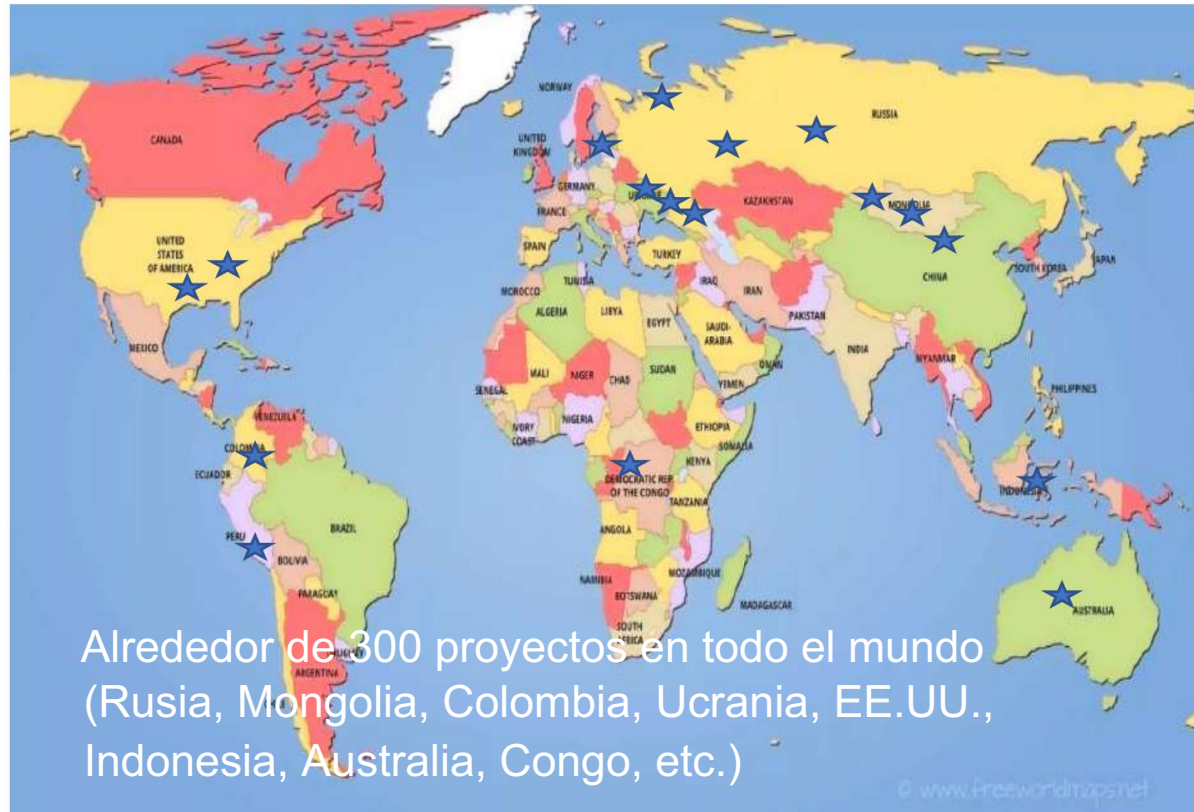 NORWAY
RUSSIA
CANADA
UNITED
KINGDOM
GERMANY
KAZAKHSTAN
MONGOLIA
FRANCE
UNITED
STATES
OF AMERICA
SPAIN
TURKEY
SOUTH KOREA
JAPAN
TUNISIA
CHINA
MOROCCO
IRAQ
IRAN
ALGERIA
LIBYA
EGYPT
PAKISTAN
SAUDI-
ARABIA
MEXICO
INDIA
OMAN
MYANMAR
MALI
NIGER
CHAD
SUDAN
YEMEN
PHILIPPINES
SENEGAL
NIGERIA
IVORY
COAST
ETHIOPIA
VENEZUELA
SOMALIA
COLOMBIA
KENYA
ECUADOR
DEMOCRATIC REP.
OF THE CONGO
TANZANIA
BRAZIL
ANGOLA
PERU
BOLIVIA
MOZAMBIQUE
NAMIBIA
BOTSWANA
MADAGASCAR
PARAGUAY
AUSTRALIA
SOUTH
AFRICA
ARGENTINA
Alrededor de 300 proyectos en todo el mundo
(Rusia, Mongolia, Colombia, Ucrania, EE.UU.,
Indonesia, Australia, Congo, etc.)
© www.freeworldmaps.net